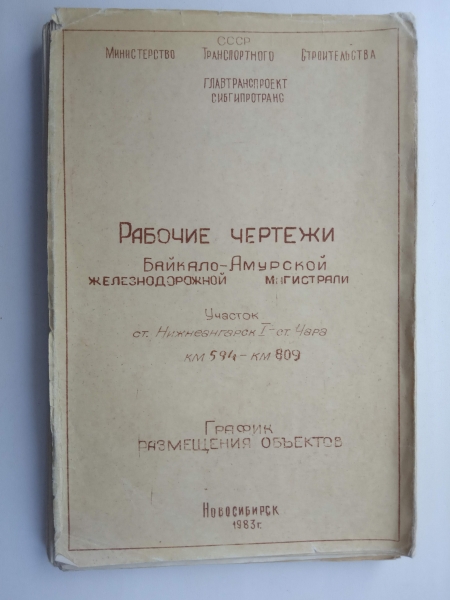 СССР
Министерство Транспортного Строительства
Главтранспроект
Сибгипротранс
Рабочие чертежи
Байкало-Амурской
железнодорожной магистрали
Участок
ст. Нижнеангарск I - ст. Чара
км 594 - км 809
График
размещения объектов
Новосибирск
1983г.